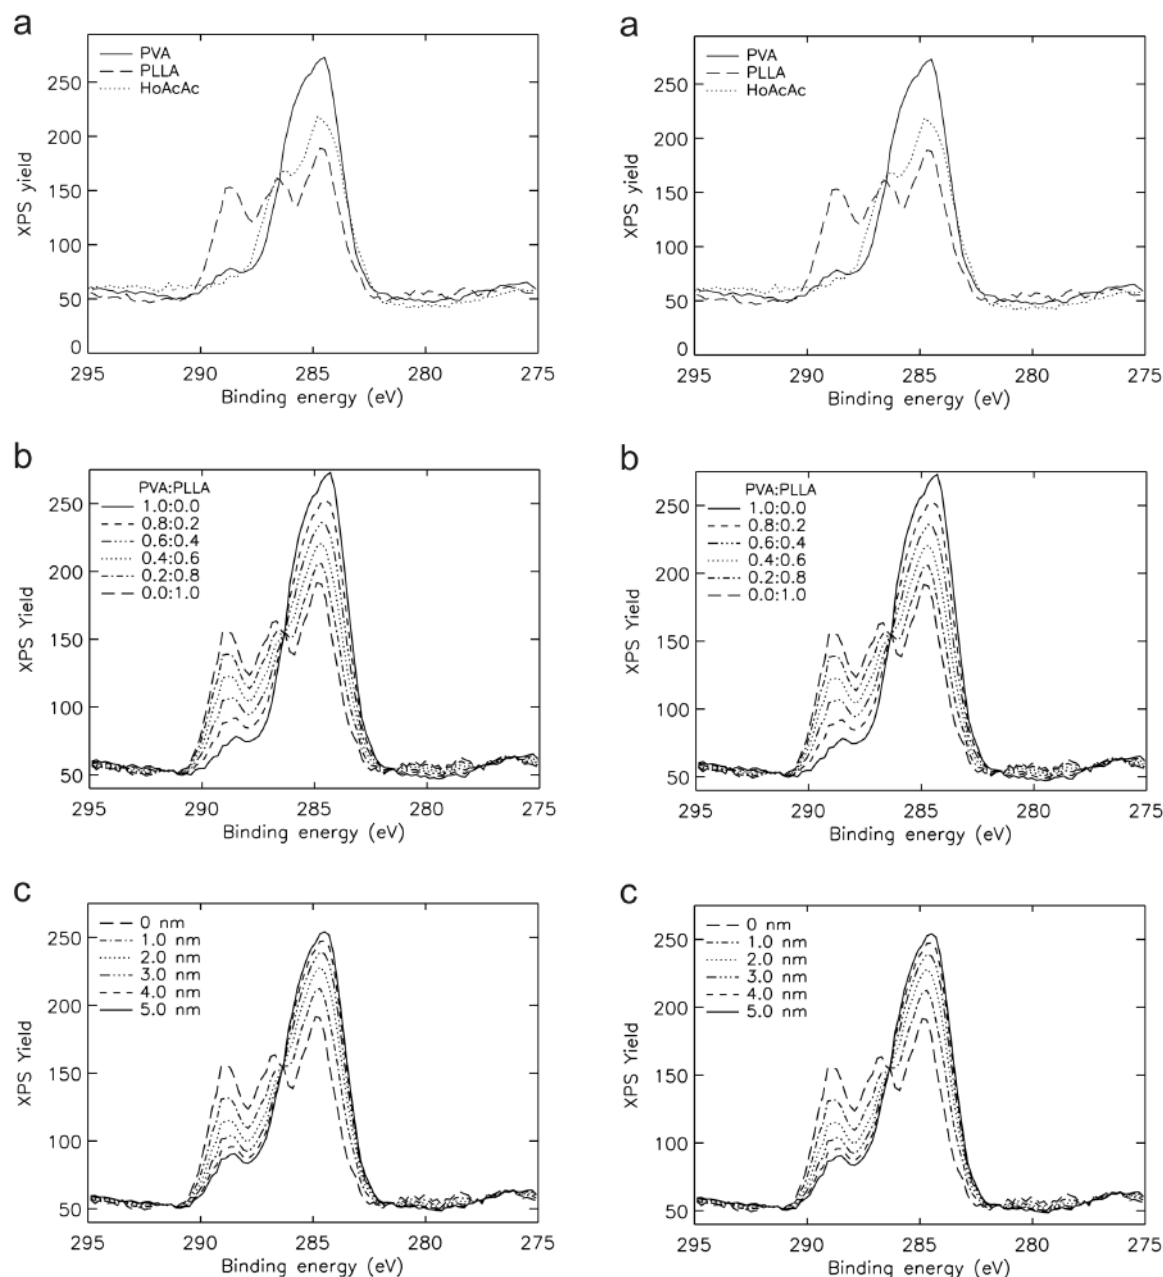 a
PVA
PLLA
HoAcAc
250
200
150
100
50
0
XPS yield
295 290 285 280 275
Binding energy (eV)
a
PVA
PLLA
HoAcAc
250
200
150
100
50
0
XPS yield
295 290 285 280 275
Binding energy (eV)
b
PVA:PLLA
1.0:0.0
0.8:0.2
0.6:0.4
0.4:0.6
0.2:0.8
0.0:1.0
250
200
150
100
50
XPS Yield
295 290 285 280 275
Binding energy (eV)
b
PVA:PLLA
1.0:0.0
0.8:0.2
0.6:0.4
0.4:0.6
0.2:0.8
0.0:1.0
250
200
150
100
50
XPS Yield
295 290 285 280 275
Binding energy (eV)
c
0 nm
1.0 nm
2.0 nm
3.0 nm
4.0 nm
5.0 nm
250
200
150
100
50
XPS Yield
295 290 285 280 275
Binding energy (eV)
c
0 nm
1.0 nm
2.0 nm
3.0 nm
4.0 nm
5.0 nm
250
200
150
100
50
XPS Yield
295 290 285 280 275
Binding energy (eV)